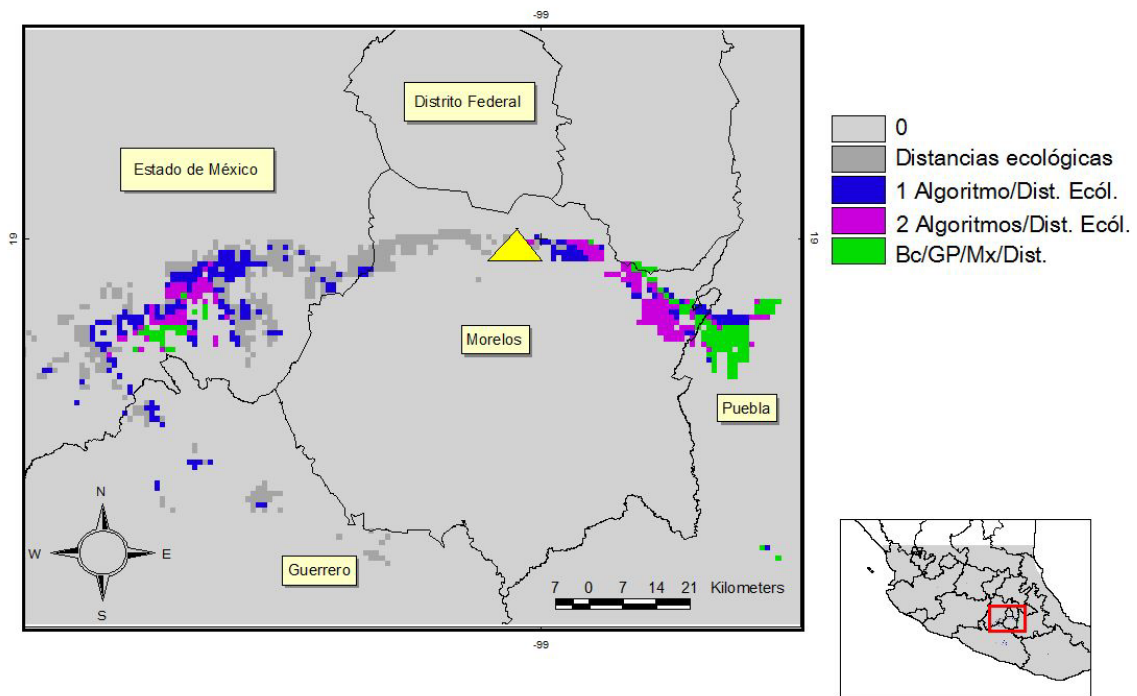 -99
Distrito Federal
Estado de México
0
Distancias ecológicas
1 Algoritmo/Dist. Ecól.
2 Algoritmos/Dist. Ecól.
Bc/GP/Mx/Dist.
19
19
Morelos
Puebla
N
W
E
S
Guerrero
7 0 7 14 21 Kilometers
-99